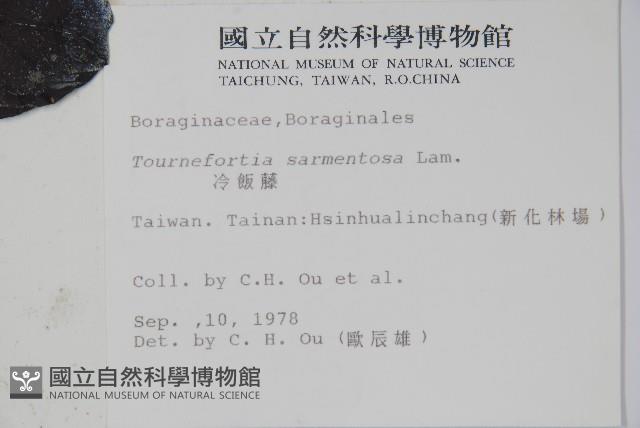 國立自然科學博物館
NATIONAL MUSEUM OF NATURAL SCIENCE
TAICHUNG, TAIWAN, R.O.CHINA
Boraginaceae,Boraginales
Tournefortia sarmentosa Lam.
冷飯藤
Taiwan. Tainan:Hsinhualinchang(新化林場)
Coll. by C.H. Ou et al.
Sep. ,10, 1978
Det. by C. H. Ou (歐辰雄)
國立自然科學博物館
NATIONAL MUSEUM OF NATURAL SCIENCE